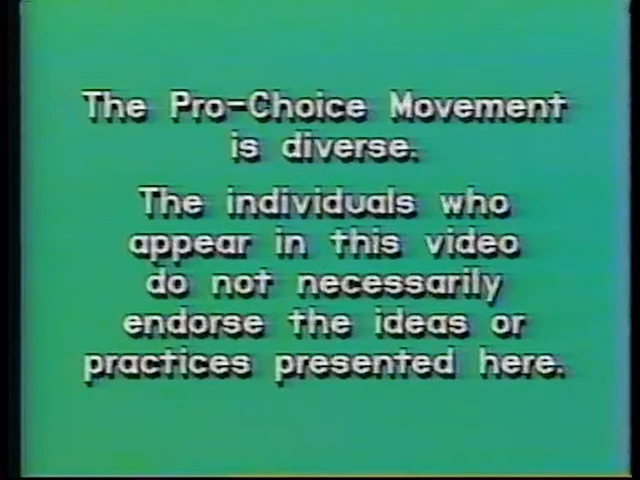 The Pro-Choice Movement
is diverse.
The individuals who
appear in this video
do not necessarily
endorse the ideas or
practices presented here.